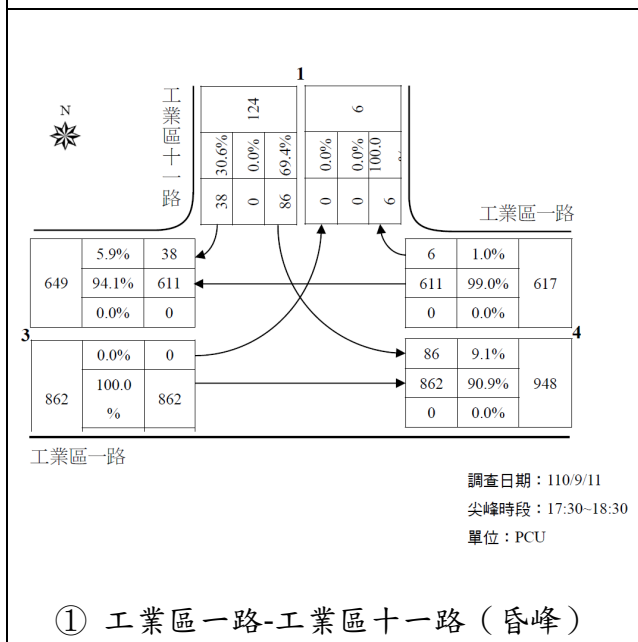 1
N
工業區十一路
124
30.6% 0.0% 69.4%
38 0 86
6
0.0% 0.0% 100.0
0 0 6
工業區一路
649
5.9% 38
94.1% 611
0.0% 0
6 1.0%
611 99.0%
0 0.0%
617
3
4
862
0.0% 0
100.0 % 862
86 9.1%
862 90.9%
0 0.0%
948
工業區一路
調查日期：110/9/11
尖峰時段：17:30~18:30
單位：PCU
① 工業區一路-工業區十一路（昏峰）